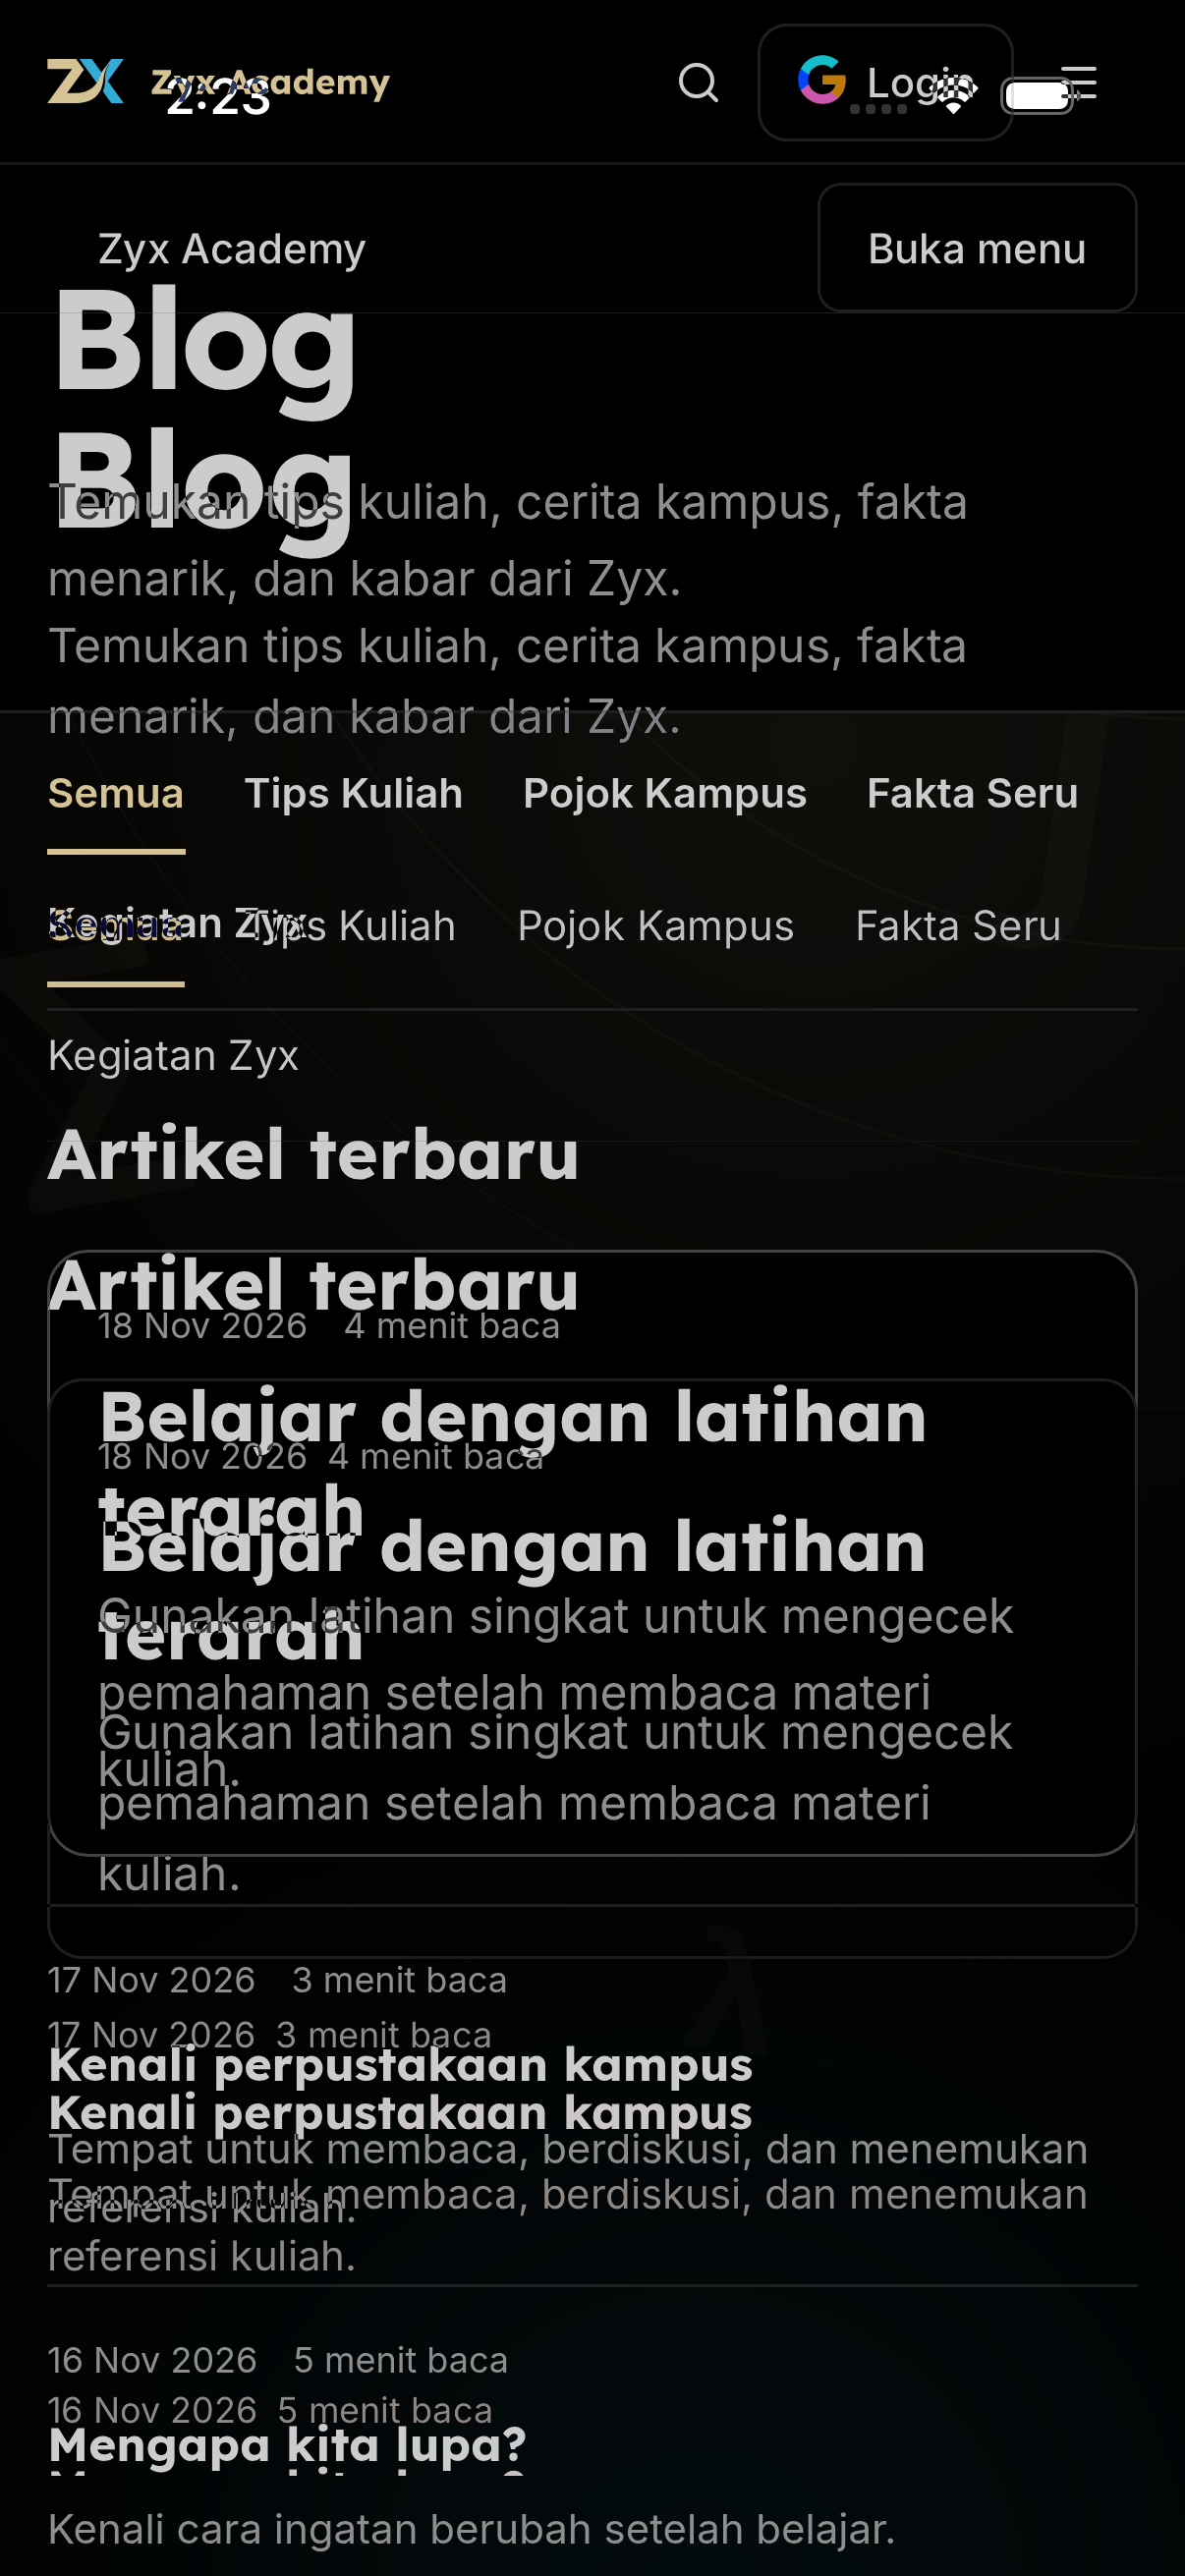 Zyx Academy
2:23
Login
Zyx Academy
Buka menu
Blog
Blog
Temukan tips kuliah, cerita kampus, fakta
menarik, dan kabar dari Zyx.
Temukan tips kuliah, cerita kampus, fakta
menarik, dan kabar dari Zyx.
Semua Tips Kuliah Pojok Kampus Fakta Seru
Kegiatan Zyx
Semua Tips Kuliah Pojok Kampus Fakta Seru
Kegiatan Zyx
Artikel terbaru
Artikel terbaru
18 Nov 2026 4 menit baca
Belajar dengan latihan
18 Nov 2026 4 menit baca
terarah
Belajar dengan latihan
Gunakan latihan singkat untuk mengecek
terarah
pemahaman setelah membaca materi
Gunakan latihan singkat untuk mengecek
kuliah.
pemahaman setelah membaca materi
kuliah.
λ
17 Nov 2026 3 menit baca
17 Nov 2026 3 menit baca
Kenali perpustakaan kampus
Kenali perpustakaan kampus
Tempat untuk membaca, berdiskusi, dan menemukan
Tempat untuk membaca, berdiskusi, dan menemukan
referensi kuliah.
referensi kuliah.
16 Nov 2026 5 menit baca
16 Nov 2026 5 menit baca
Mengapa kita lupa?
Kenali cara ingatan berubah setelah belajar.